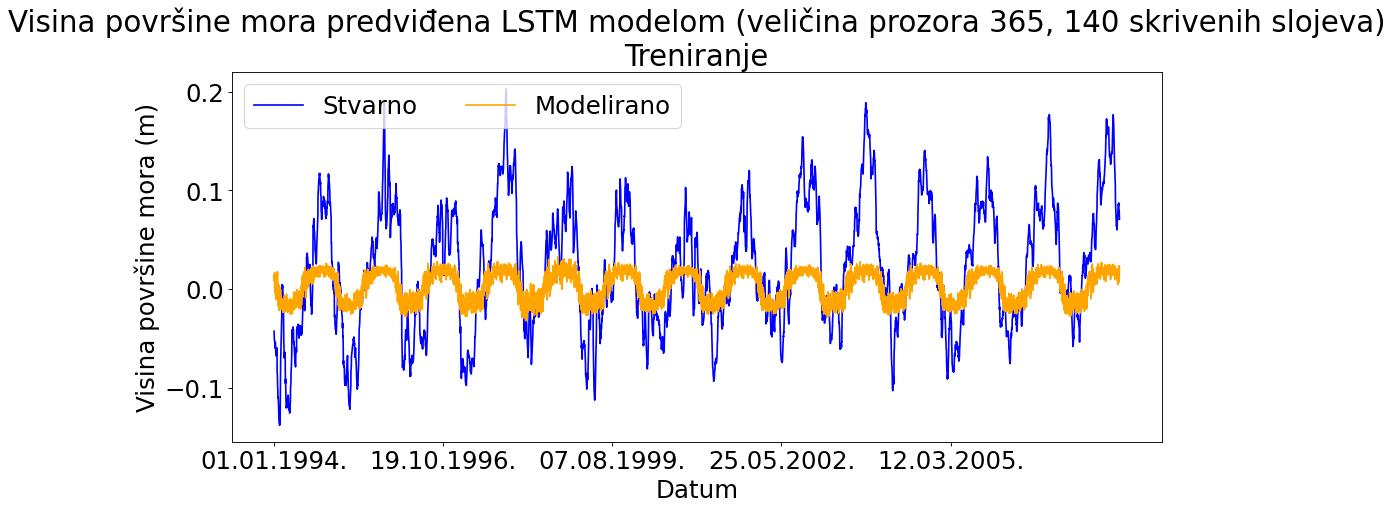 Visina površine mora predviđena LSTM modelom (veličina prozora 365, 140 skrivenih slojeva)
Treniranje
Stvarno Modelirano
Visina površine mora (m)
0.2
0.1
0.0
−0.1
01.01.1994. 19.10.1996. 07.08.1999. 25.05.2002. 12.03.2005.
Datum